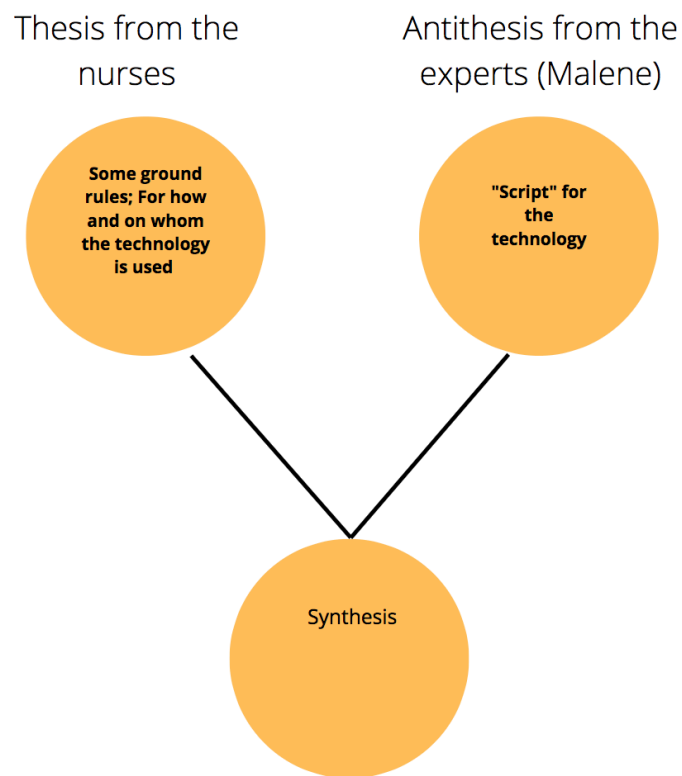 Thesis from the
nurses
Antithesis from the
experts (Malene)
Some ground
rules; For how
and on whom
the technology
is used
"Script" for
the
technology
Synthesis